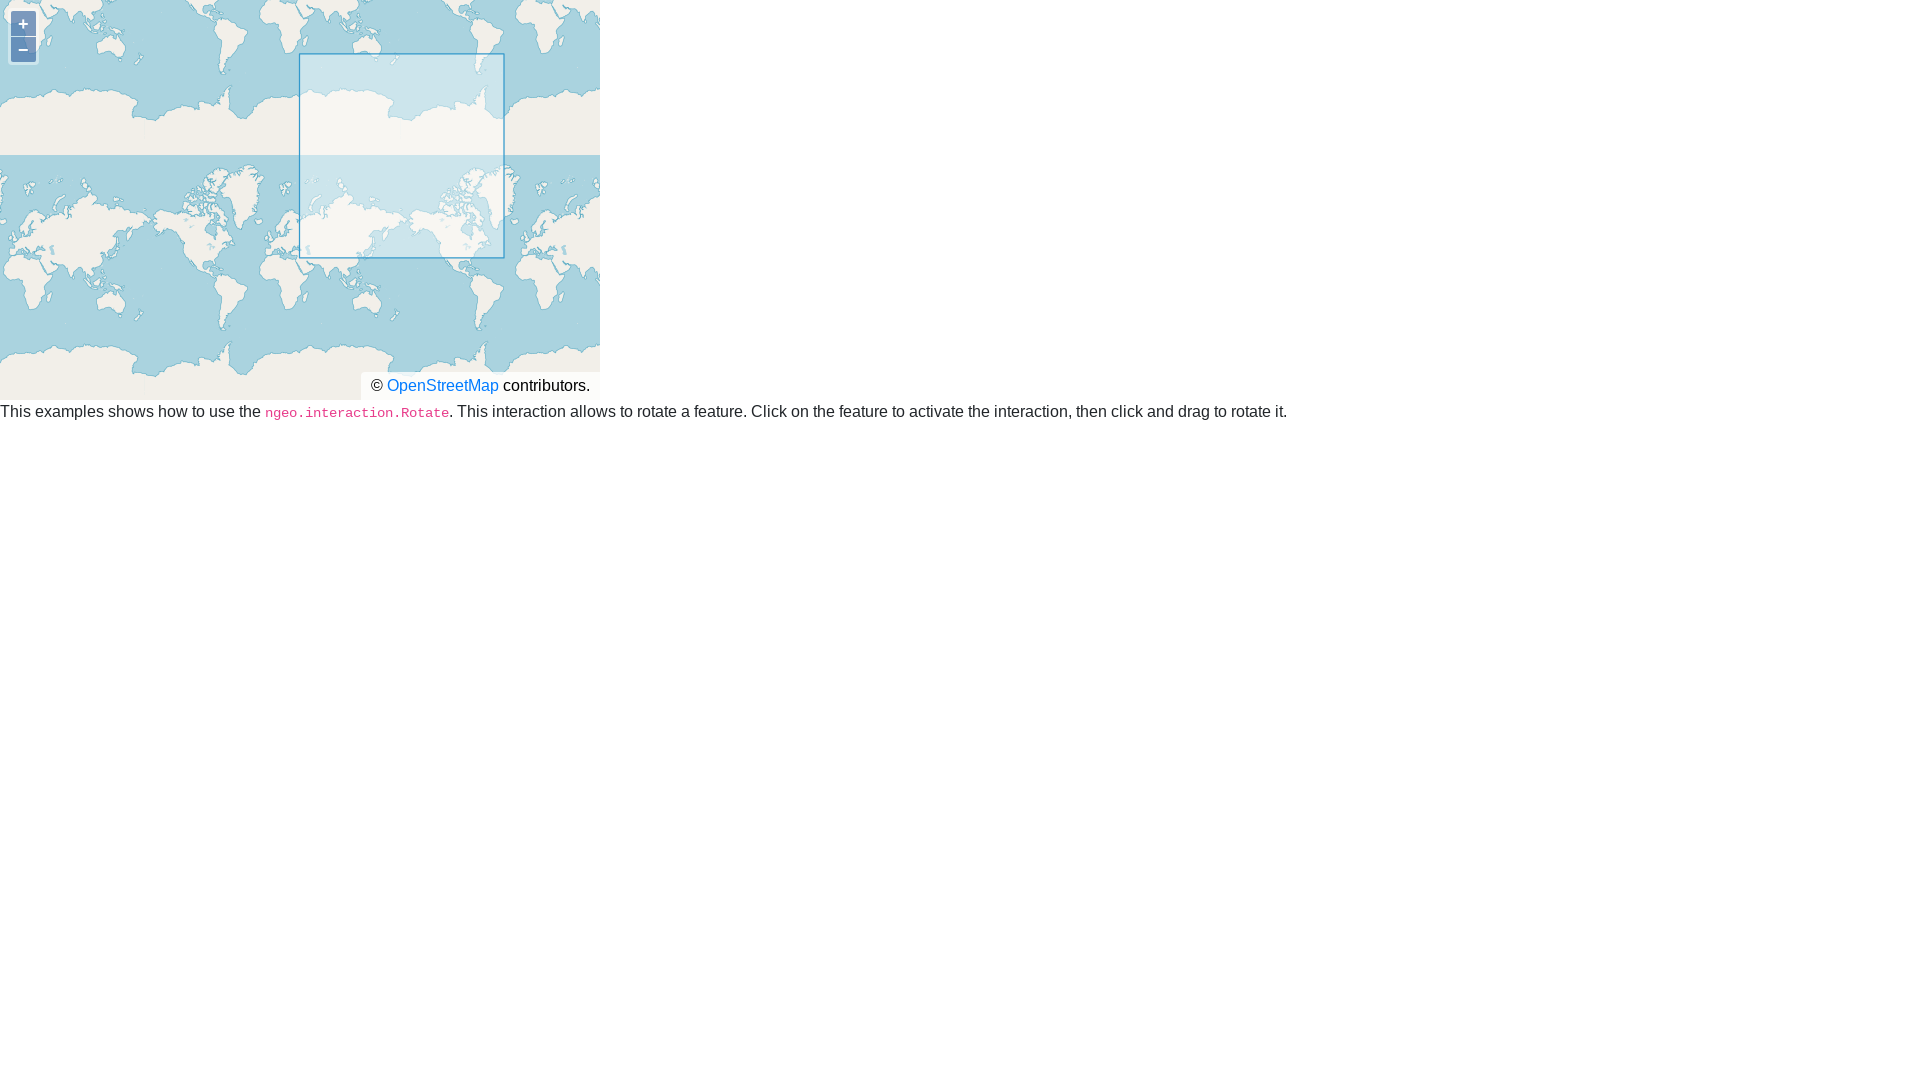 +
−
© OpenStreetMap contributors.
This examples shows how to use the ngeo.interaction.Rotate. This interaction allows to rotate a feature. Click on the feature to activate the interaction, then click and drag to rotate it.